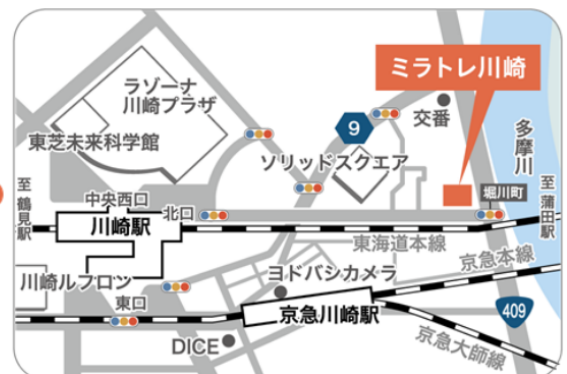 ミラトレ川崎
ラゾーナ
川崎プラザ
交番
9
東芝未来科学館
ソリッドスクエア
多摩川
至 鶴見駅
中央西口
北口
堀川町
至 蒲田駅
川崎駅
東海道本線
京急本線
川崎ルフロン
ヨドバシカメラ
東口
京急川崎駅
409
DICE
京急大師線